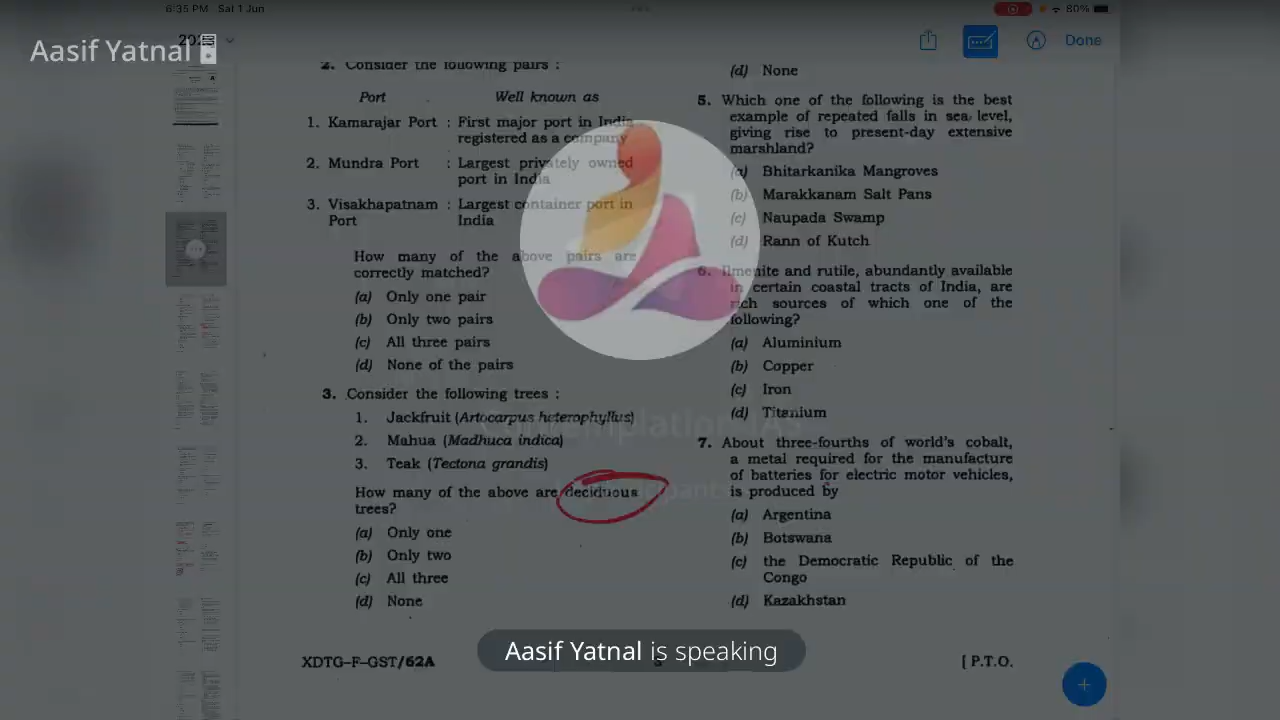 6:35 PM Sat 1 Jun
80%
Aasif Yatnal
Done
2. Consider the following pairs :
Port Well known as
1. Kamarajar Port : First major port in India
registered as a company
2. Mundra Port : Largest privately owned
port in India
3. Visakhapatnam : Largest container port in
Port India
How many of the above pairs are
correctly matched?
(a) Only one pair
(b) Only two pairs
(c) All three pairs
(d) None of the pairs
3. Consider the following trees :
1. Jackfruit (Artocarpus heterophyllus)
2. Mahua (Madhuca indica)
3. Teak (Tectona grandis)
How many of the above are deciduous
trees?
(a) Only one
(b) Only two
(c) All three
(d) None
XDTG-F-GST/62A
(d) None
5. Which one of the following is the best
example of repeated falls in sea level,
giving rise to present-day extensive
marshland?
(a) Bhitarkanika Mangroves
(b) Marakkanam Salt Pans
(c) Naupada Swamp
(d) Rann of Kutch
6. Ilmenite and rutile, abundantly available
in certain coastal tracts of India, are
rich sources of which one of the
following?
(a) Aluminium
(b) Copper
(c) Iron
(d) Titanium
7. About three-fourths of world's cobalt,
a metal required for the manufacture
of batteries for electric motor vehicles,
is produced by
(a) Argentina
(b) Botswana
(c) the Democratic Republic of the
Congo
(d) Kazakhstan
[ P.T.O.
Aasif Yatnal is speaking